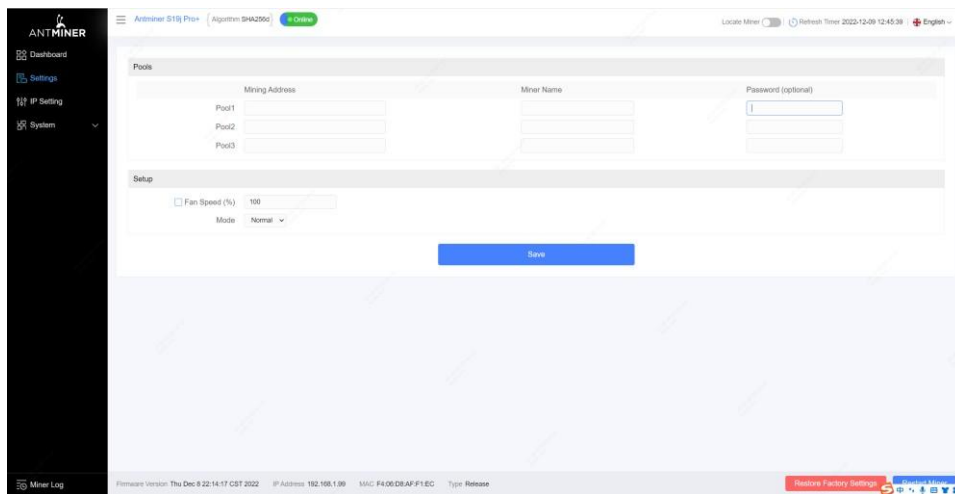 ANTMINER
Dashboard
Settings
IP Setting
System
Miner Log
Antminer S19j Pro+ Algorithm SHA256d Online
Locate Miner Refresh Timer 2022-12-09 12:45:38 English
Pools
Mining Address Miner Name Password (optional)
Pool1
Pool2
Pool3
Setup
Fan Speed (%) 100
Mode Normal
Save
Firmware Version Thu Dec 8 22:14:17 CST 2022 IP Address 192.168.1.99 MAC F4:06:D8:AF:F1:EC Type Release
Restore Factory Settings Restart Miner
中